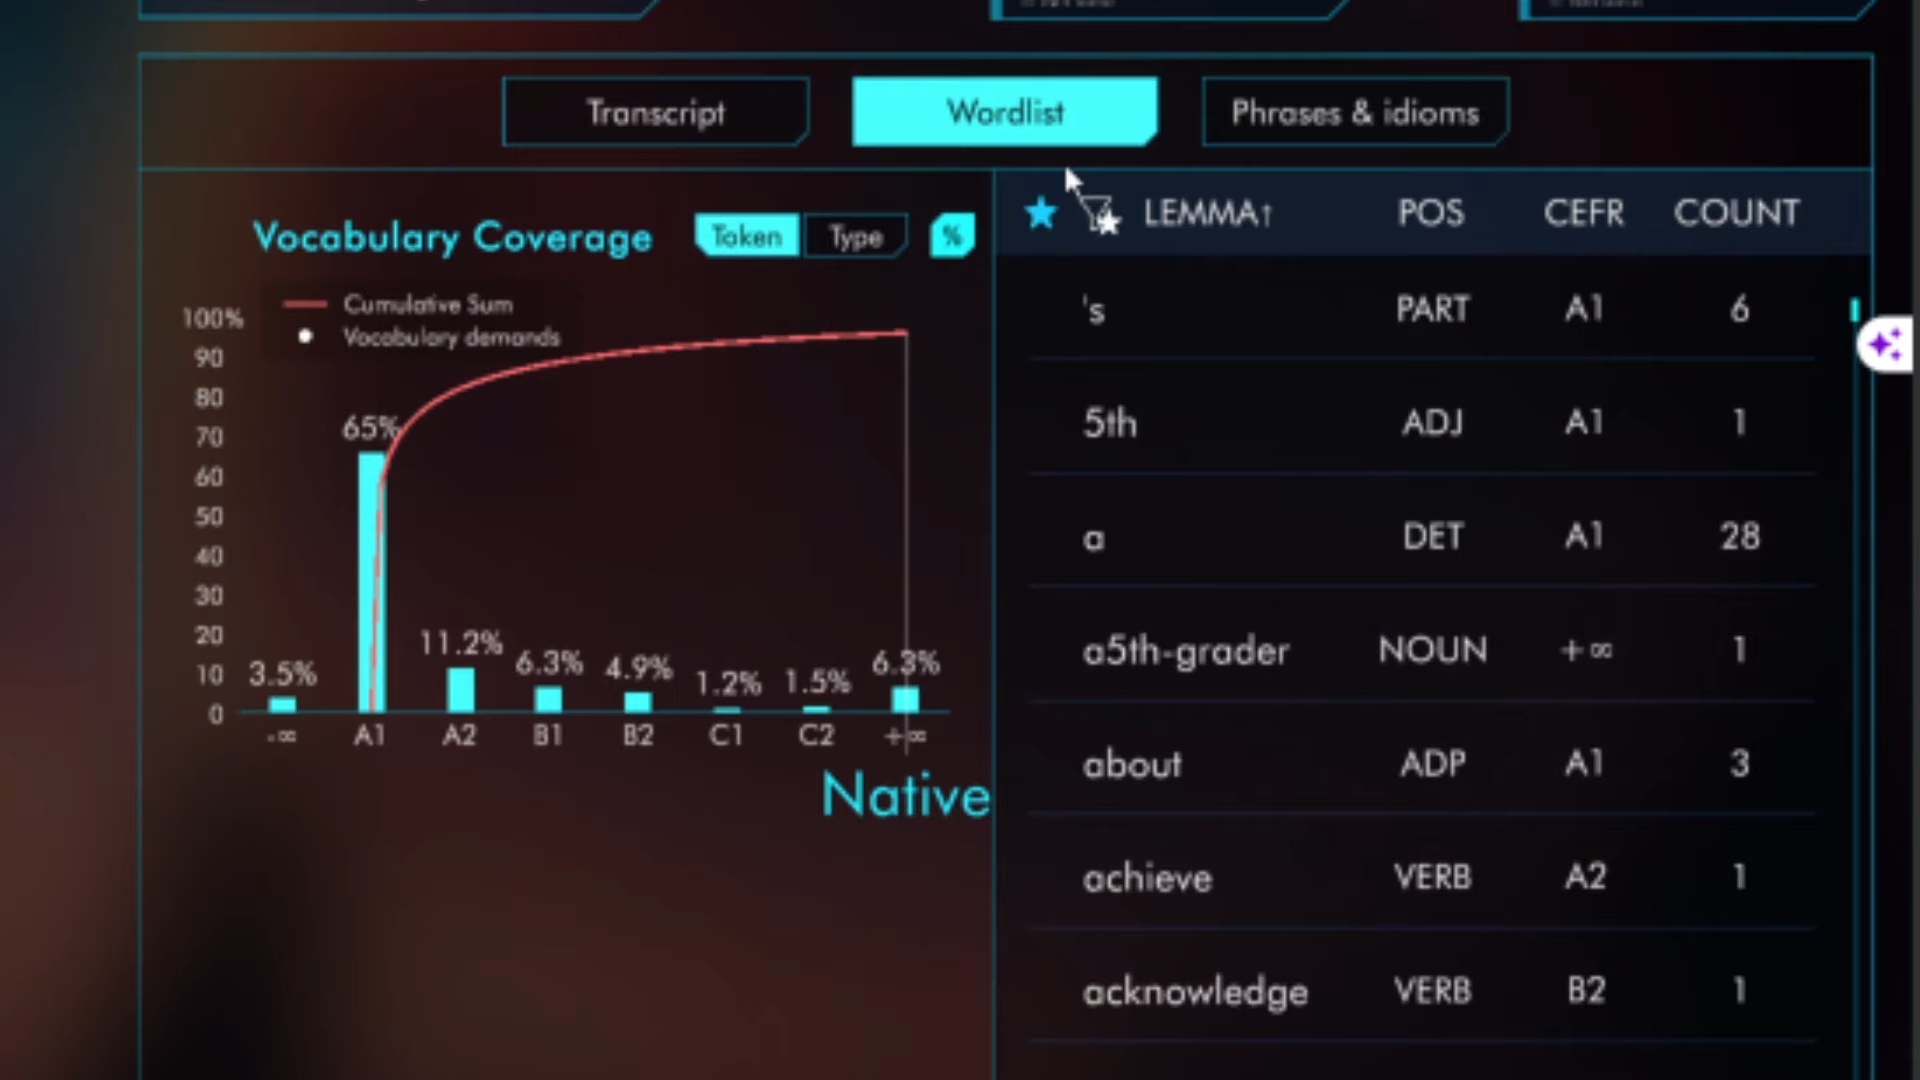 Transcript
Wordlist
Phrases & idioms
Vocabulary Coverage
Token
Type
%
Cumulative Sum
Vocabulary demands
100%
90
80
70
60
50
40
30
20
10
0
3.5%
65%
11.2%
6.3%
4.9%
1.2%
1.5%
6.3%
-∞
A1
A2
B1
B2
C1
C2
+∞
Native
LEMMA↑ POS CEFR COUNT
's PART A1 6
5th ADJ A1 1
a DET A1 28
a5th-grader NOUN +∞ 1
about ADP A1 3
achieve VERB A2 1
acknowledge VERB B2 1